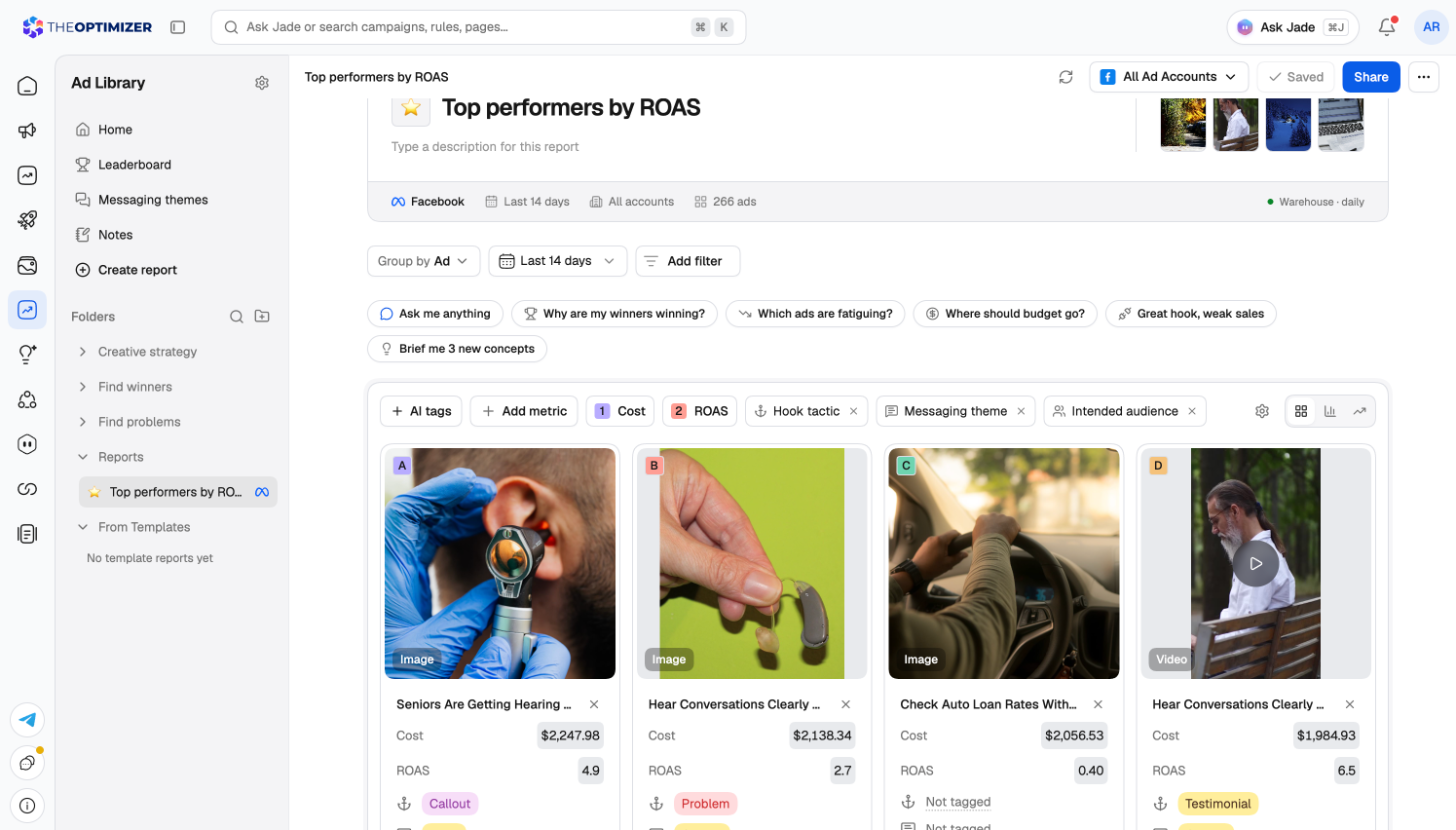 THEOPTIMIZER
Ask Jade or search campaigns, rules, pages...
⌘ K
Ask Jade ⌘J
AR
Ad Library
Home
Leaderboard
Messaging themes
Notes
Create report
Folders
Creative strategy
Find winners
Find problems
Reports
Top performers by RO...
From Templates
No template reports yet
Top performers by ROAS
All Ad Accounts
Saved
Share
Top performers by ROAS
Type a description for this report
Facebook Last 14 days All accounts 266 ads
Warehouse · daily
Group by Ad Last 14 days Add filter
Ask me anything Why are my winners winning? Which ads are fatiguing? Where should budget go? Great hook, weak sales
Brief me 3 new concepts
+ AI tags + Add metric 1 Cost 2 ROAS Hook tactic × Messaging theme × Intended audience ×
A B C D
Image Image Image Video
Seniors Are Getting Hearing ... Hear Conversations Clearly ... Check Auto Loan Rates With... Hear Conversations Clearly ...
Cost $2,247.98 Cost $2,138.34 Cost $2,056.53 Cost $1,984.93
ROAS 4.9 ROAS 2.7 ROAS 0.40 ROAS 6.5
Callout Problem Not tagged Testimonial
Not tagged